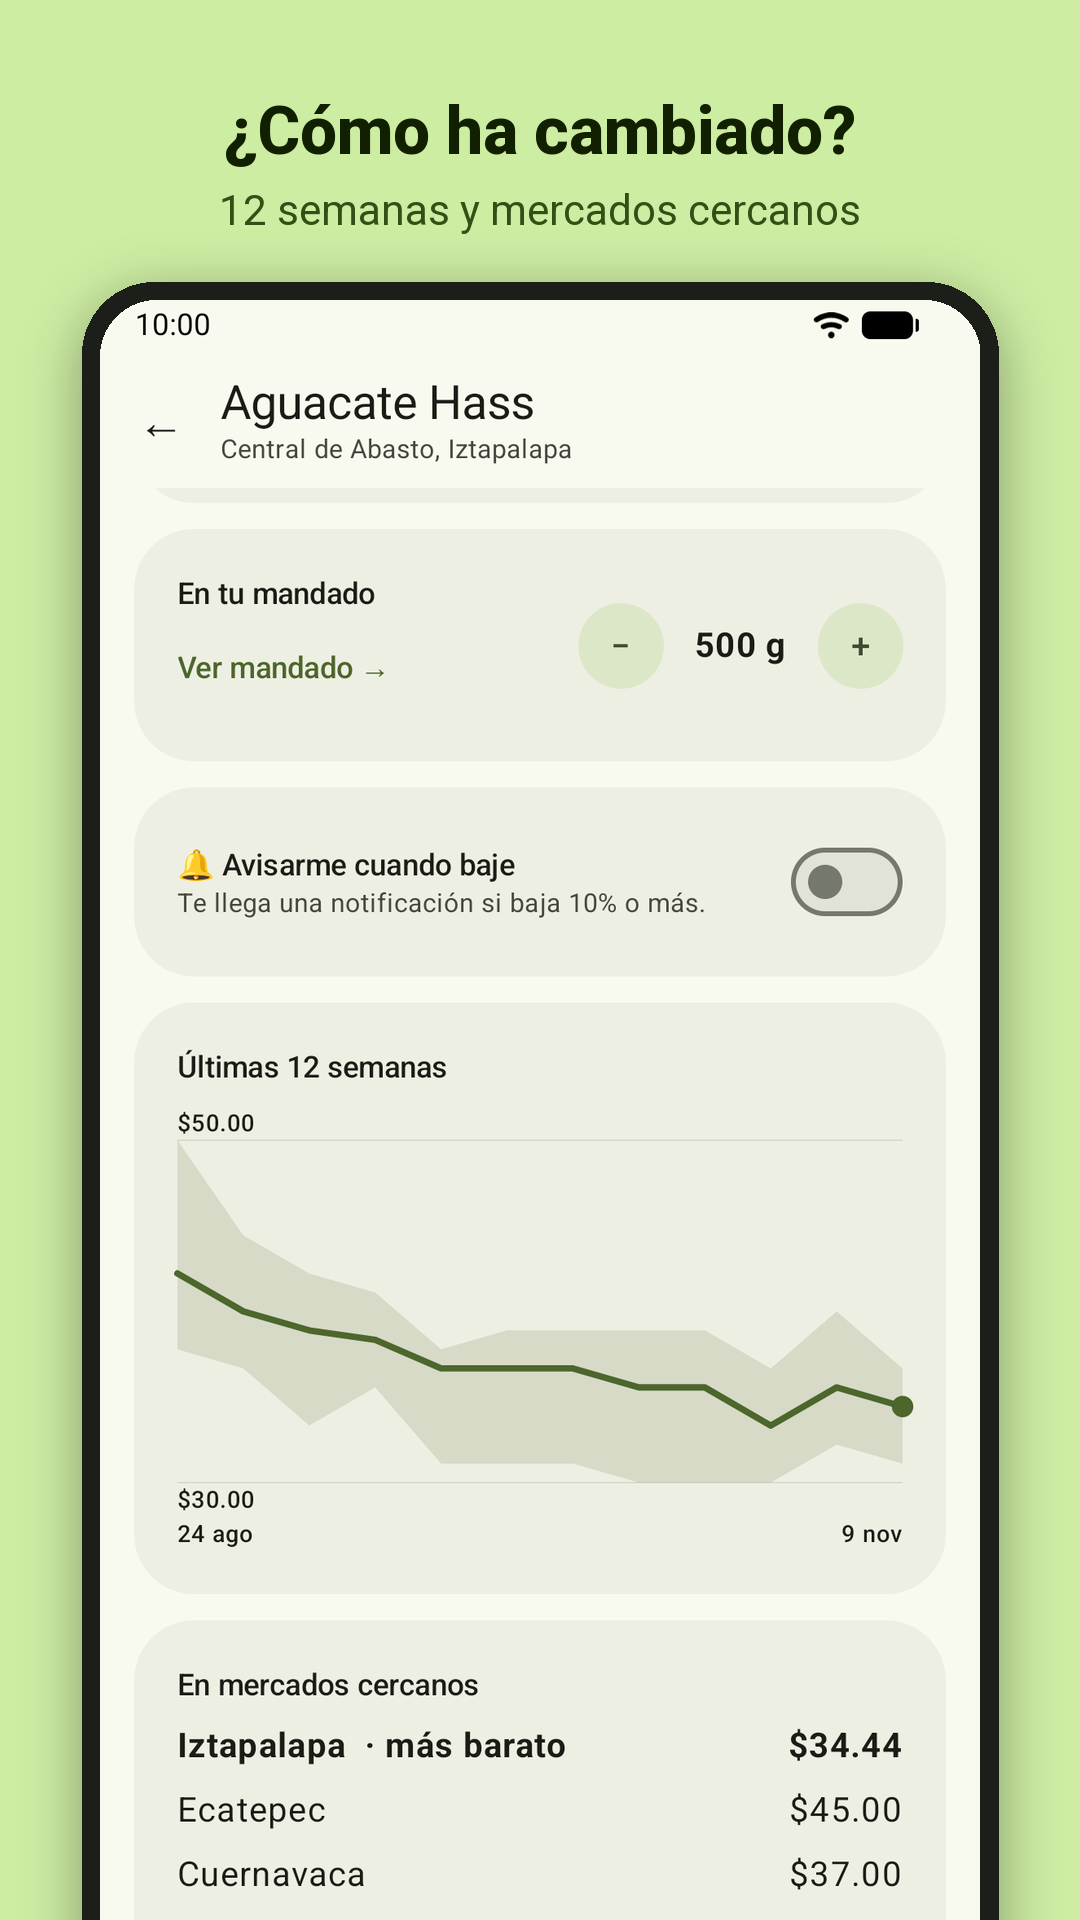 ¿Cómo ha cambiado?
12 semanas y mercados cercanos
10:00
←
Aguacate Hass
Central de Abasto, Iztapalapa
En tu mandado
Ver mandado →
− 500 g +
🔔 Avisarme cuando baje
Te llega una notificación si baja 10% o más.
Últimas 12 semanas
$50.00
$30.00
24 ago 9 nov
En mercados cercanos
Iztapalapa · más barato $34.44
Ecatepec $45.00
Cuernavaca $37.00